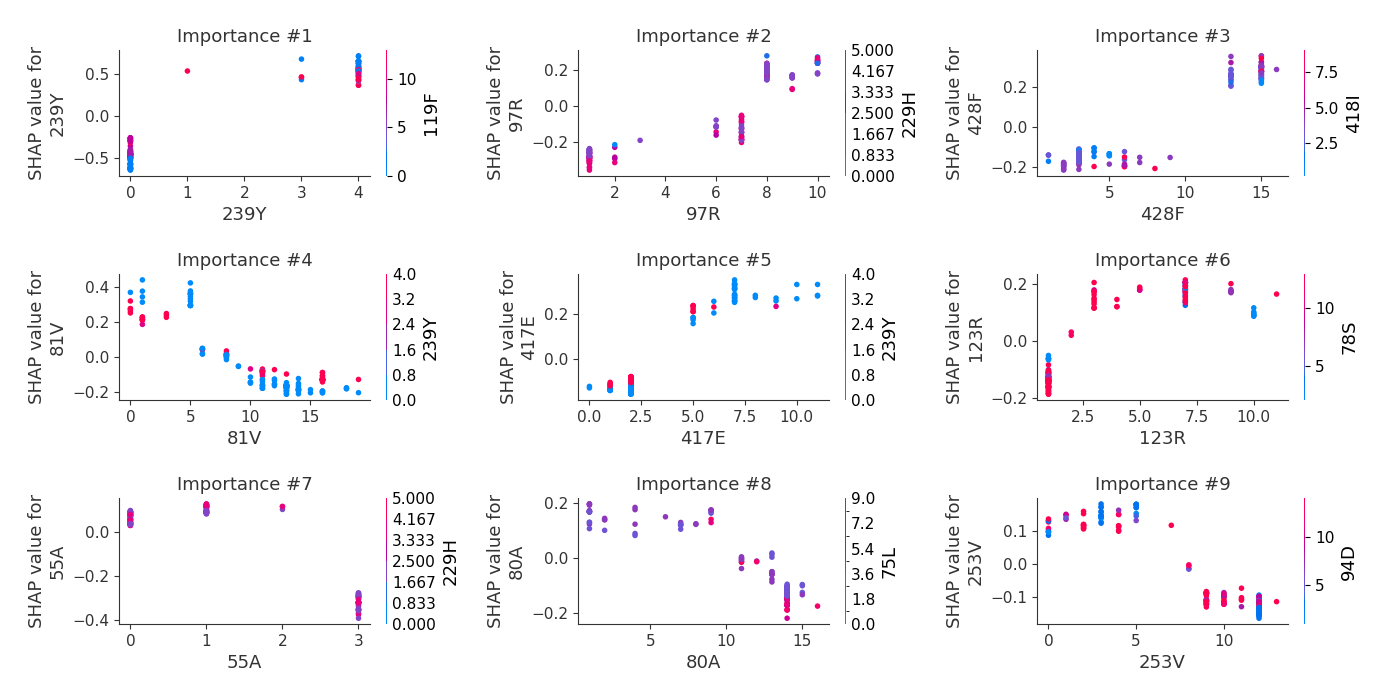 Importance #1
SHAP value for
239Y
0.5
0.0
−0.5
0
1
2
3
4
239Y
10
5
0
119F
Importance #2
SHAP value for
97R
0.2
0.0
−0.2
2
4
6
8
10
97R
5.000
4.167
3.333
2.500
1.667
0.833
0.000
229H
Importance #3
SHAP value for
428F
0.2
0.0
−0.2
5
10
15
428F
7.5
5.0
2.5
418I
Importance #4
SHAP value for
81V
0.4
0.2
0.0
−0.2
0
5
10
15
81V
4.0
3.2
2.4
1.6
0.8
0.0
239Y
Importance #5
SHAP value for
417E
0.2
0.0
0.0
2.5
5.0
7.5
10.0
417E
4.0
3.2
2.4
1.6
0.8
0.0
239Y
Importance #6
SHAP value for
123R
0.2
0.0
−0.2
2.5
5.0
7.5
10.0
123R
10
5
78S
Importance #7
SHAP value for
55A
0.0
−0.2
−0.4
0
1
2
3
55A
5.000
4.167
3.333
2.500
1.667
0.833
0.000
229H
Importance #8
SHAP value for
80A
0.2
0.0
−0.2
5
10
15
80A
9.0
7.2
5.4
3.6
1.8
0.0
75L
Importance #9
SHAP value for
253V
0.1
0.0
−0.1
0
5
10
253V
10
5
94D